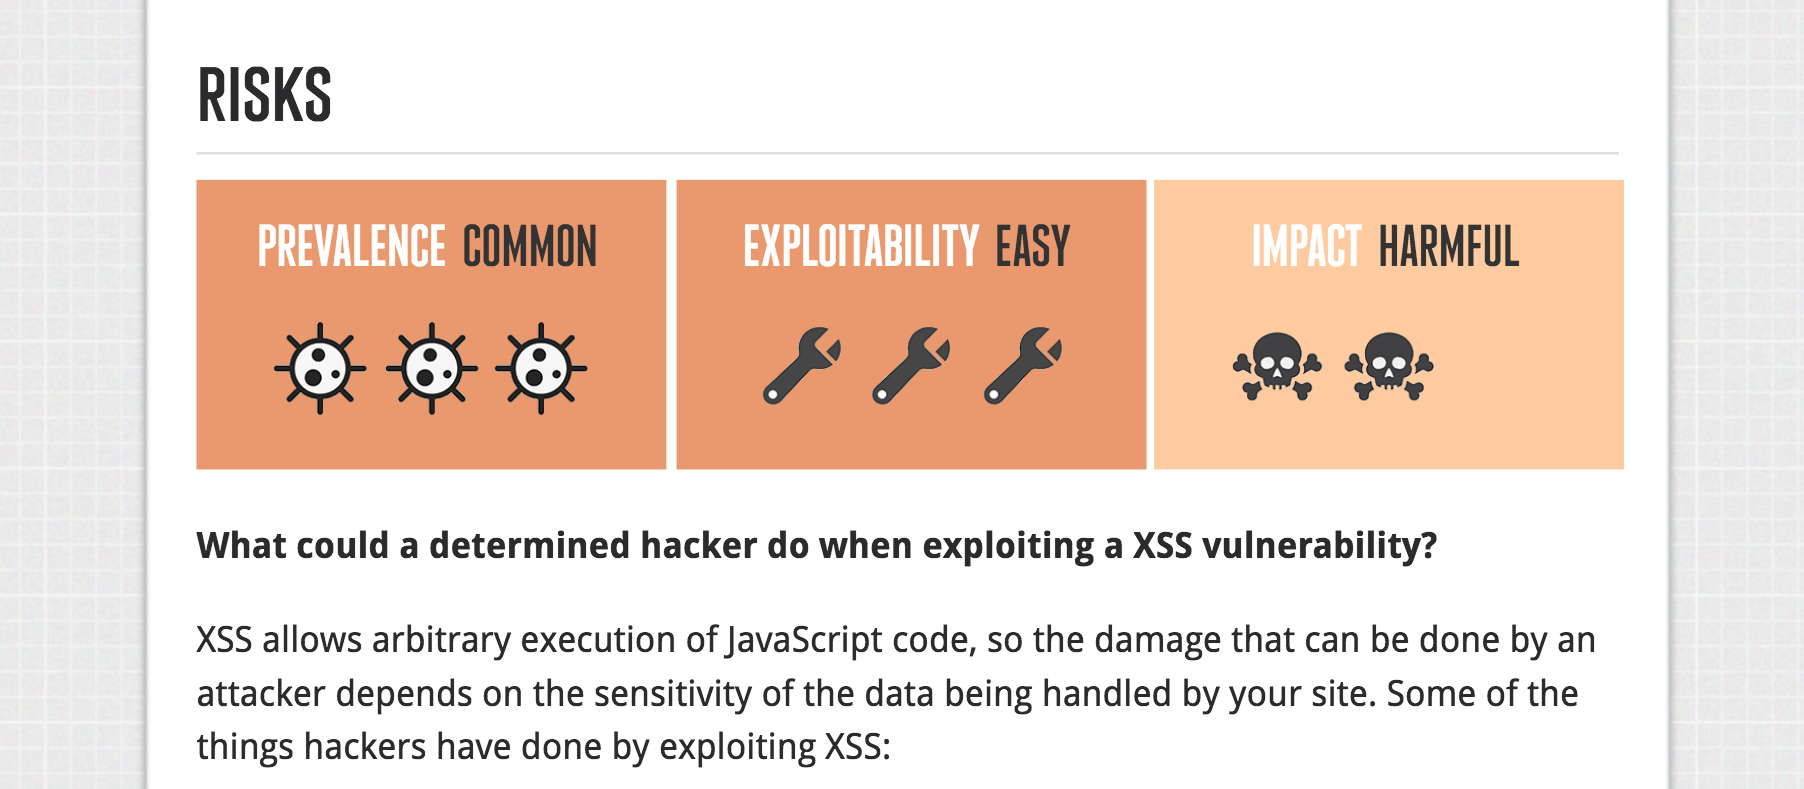 RISKS
PREVALENCE COMMON
EXPLOITABILITY EASY
IMPACT HARMFUL
What could a determined hacker do when exploiting a XSS vulnerability?
XSS allows arbitrary execution of JavaScript code, so the damage that can be done by an
attacker depends on the sensitivity of the data being handled by your site. Some of the
things hackers have done by exploiting XSS: